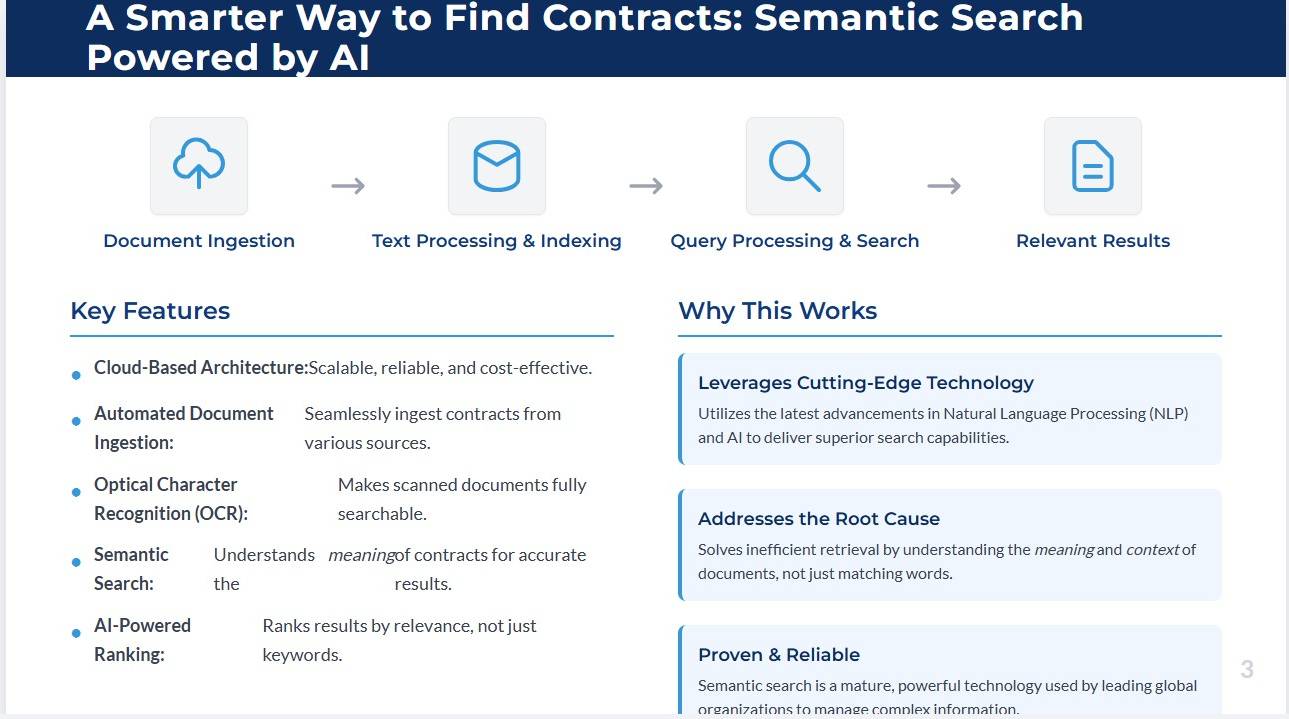 A Smarter Way to Find Contracts: Semantic Search
Powered by AI
Document Ingestion
Text Processing & Indexing
Query Processing & Search
Relevant Results
Key Features
Cloud-Based Architecture:Scalable, reliable, and cost-effective.
Automated Document Seamlessly ingest contracts from
Ingestion: various sources.
Optical Character Makes scanned documents fully
Recognition (OCR): searchable.
Semantic Understands meaningof contracts for accurate
Search: the results.
AI-Powered Ranks results by relevance, not just
Ranking: keywords.
Why This Works
Leverages Cutting-Edge Technology
Utilizes the latest advancements in Natural Language Processing (NLP)
and AI to deliver superior search capabilities.
Addresses the Root Cause
Solves inefficient retrieval by understanding the meaning and context of
documents, not just matching words.
Proven & Reliable
Semantic search is a mature, powerful technology used by leading global
organizations to manage complex information.
3